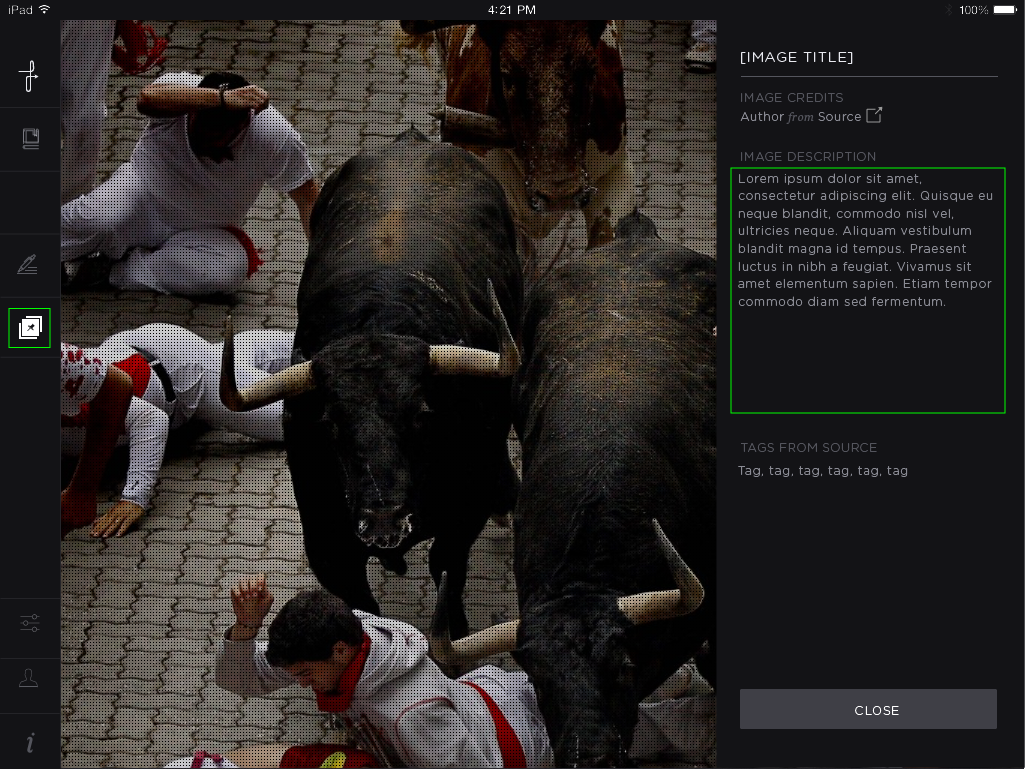 iPad
4:21 PM
100%
[IMAGE TITLE]
IMAGE CREDITS
Author from Source
IMAGE DESCRIPTION
Lorem ipsum dolor sit amet,
consectetur adipiscing elit. Quisque eu
neque blandit, commodo nisl vel,
ultricies neque. Aliquam vestibulum
blandit magna id tempus. Praesent
luctus in nibh a feugiat. Vivamus sit
amet elementum sapien. Etiam tempor
commodo diam sed fermentum.
TAGS FROM SOURCE
Tag, tag, tag, tag, tag, tag
CLOSE
i